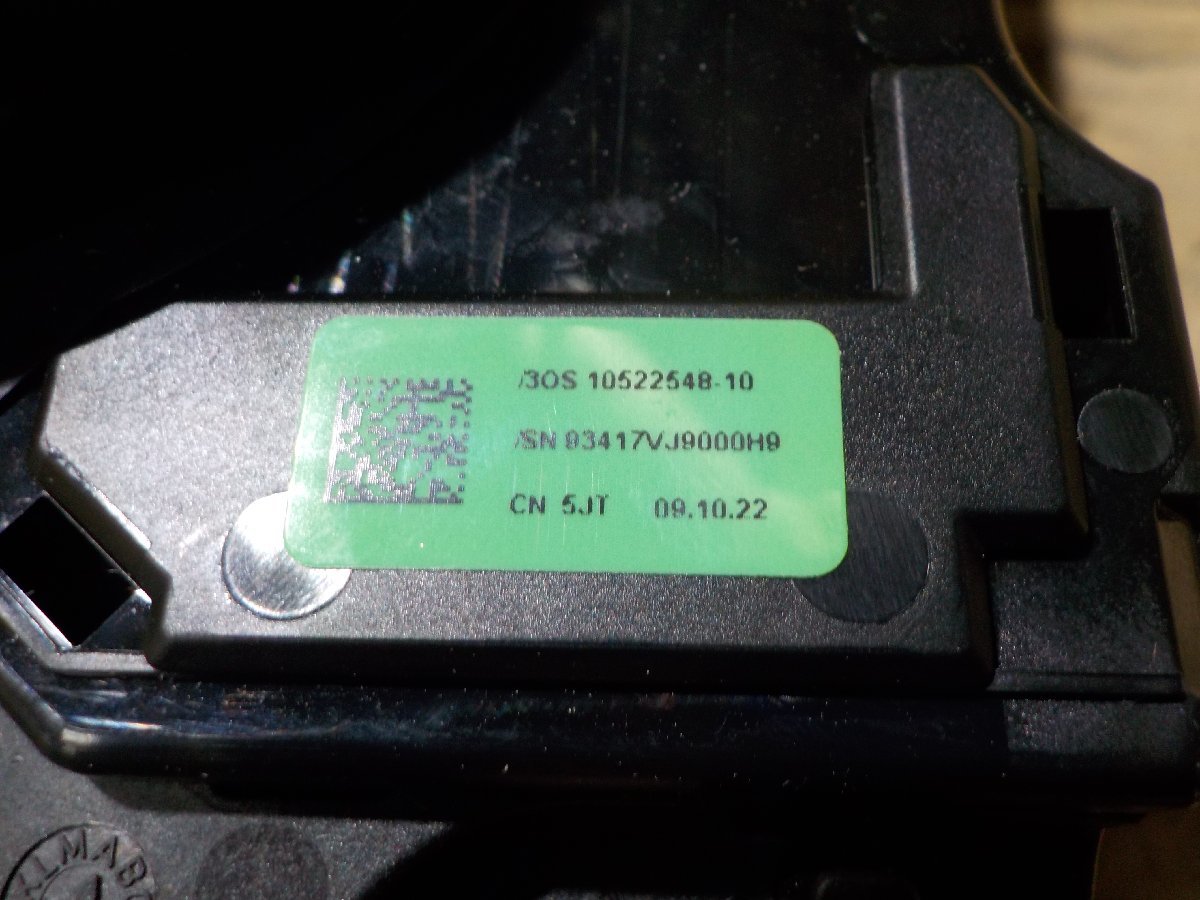 /3OS 10522548-10
/SN 93417VJ9000H9
CN 5JT 09.10.22